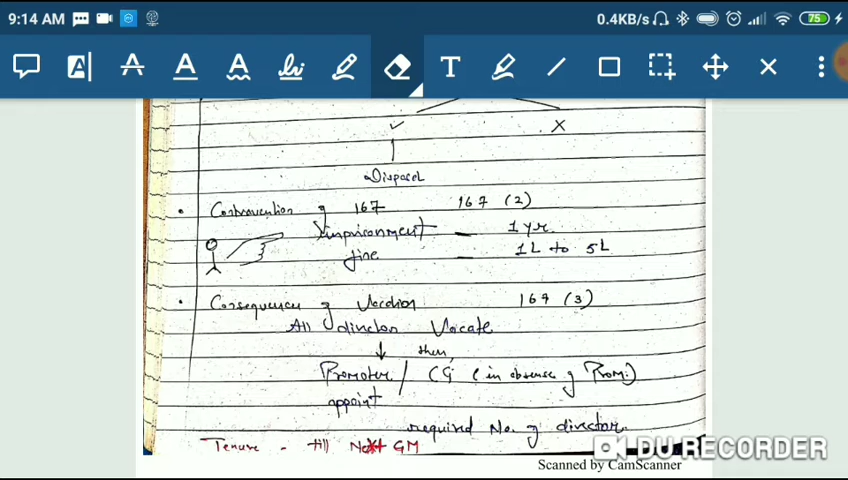 9:14 AM 0.4KB/s 75
A T
✓ X
Disposal
• Contravention of 167 167 (2)
imprisonment — 1 yr.
fine — 1L to 5L
• Consequences of Vacation 167 (3)
All director Vacate
↓ then,
Promoter / CG (in absence of Prom.)
appoint
required No. of director
Tenure - till Next GM
DU RECORDER
Scanned by CamScanner